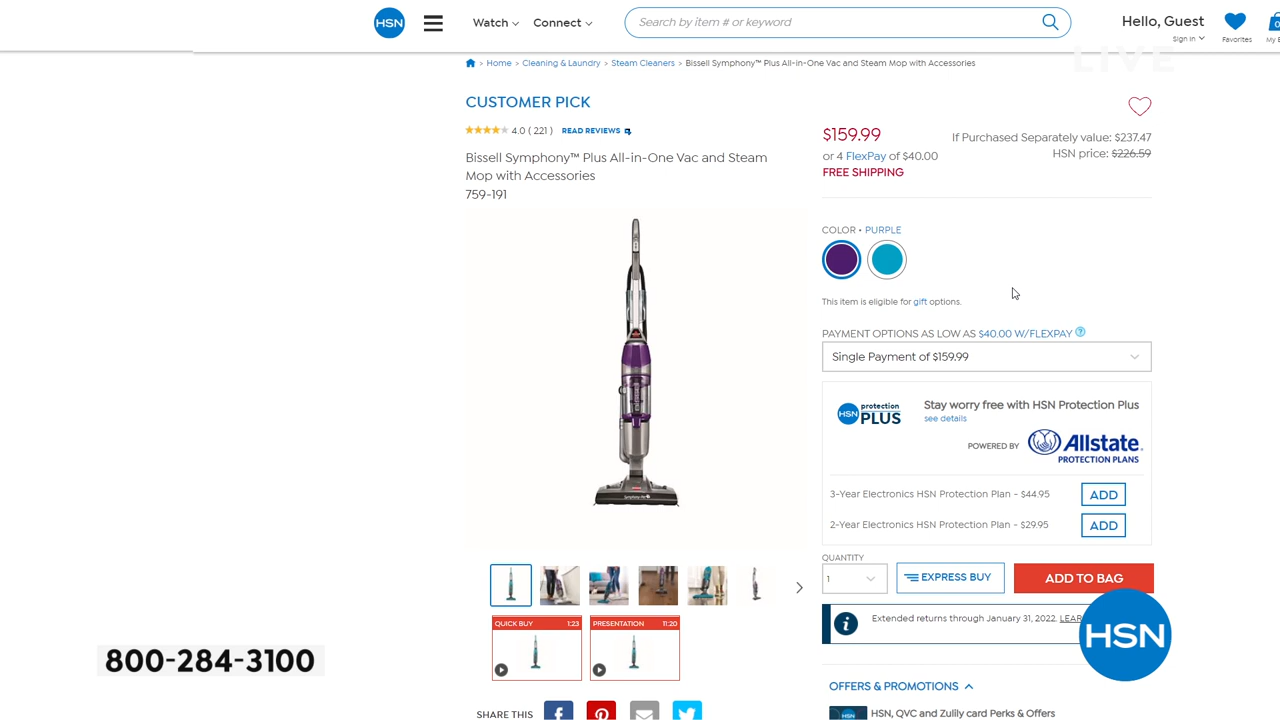 HSN
Watch
Connect
Search by item # or keyword
Hello, Guest
Sign In
Favorites
0
My
LIVE
> Home > Cleaning & Laundry > Steam Cleaners > Bissell Symphony™ Plus All-in-One Vac and Steam Mop with Accessories
CUSTOMER PICK
4.0 ( 221 ) READ REVIEWS
Bissell Symphony™ Plus All-in-One Vac and Steam
Mop with Accessories
759-191
$159.99
or 4 FlexPay of $40.00
FREE SHIPPING
If Purchased Separately value: $237.47
HSN price: $226.59
COLOR • PURPLE
This item is eligible for gift options.
PAYMENT OPTIONS AS LOW AS $40.00 W/FLEXPAY ?
Single Payment of $159.99
HSN protection PLUS
Stay worry free with HSN Protection Plus
see details
POWERED BY Allstate.
PROTECTION PLANS
3-Year Electronics HSN Protection Plan - $44.95 ADD
2-Year Electronics HSN Protection Plan - $29.95 ADD
QUANTITY
1
EXPRESS BUY
ADD TO BAG
Extended returns through January 31, 2022. LEAR
HSN
QUICK BUY 1:23
PRESENTATION 11:20
800-284-3100
OFFERS & PROMOTIONS
HSN, QVC and Zulily card Perks & Offers
SHARE THIS